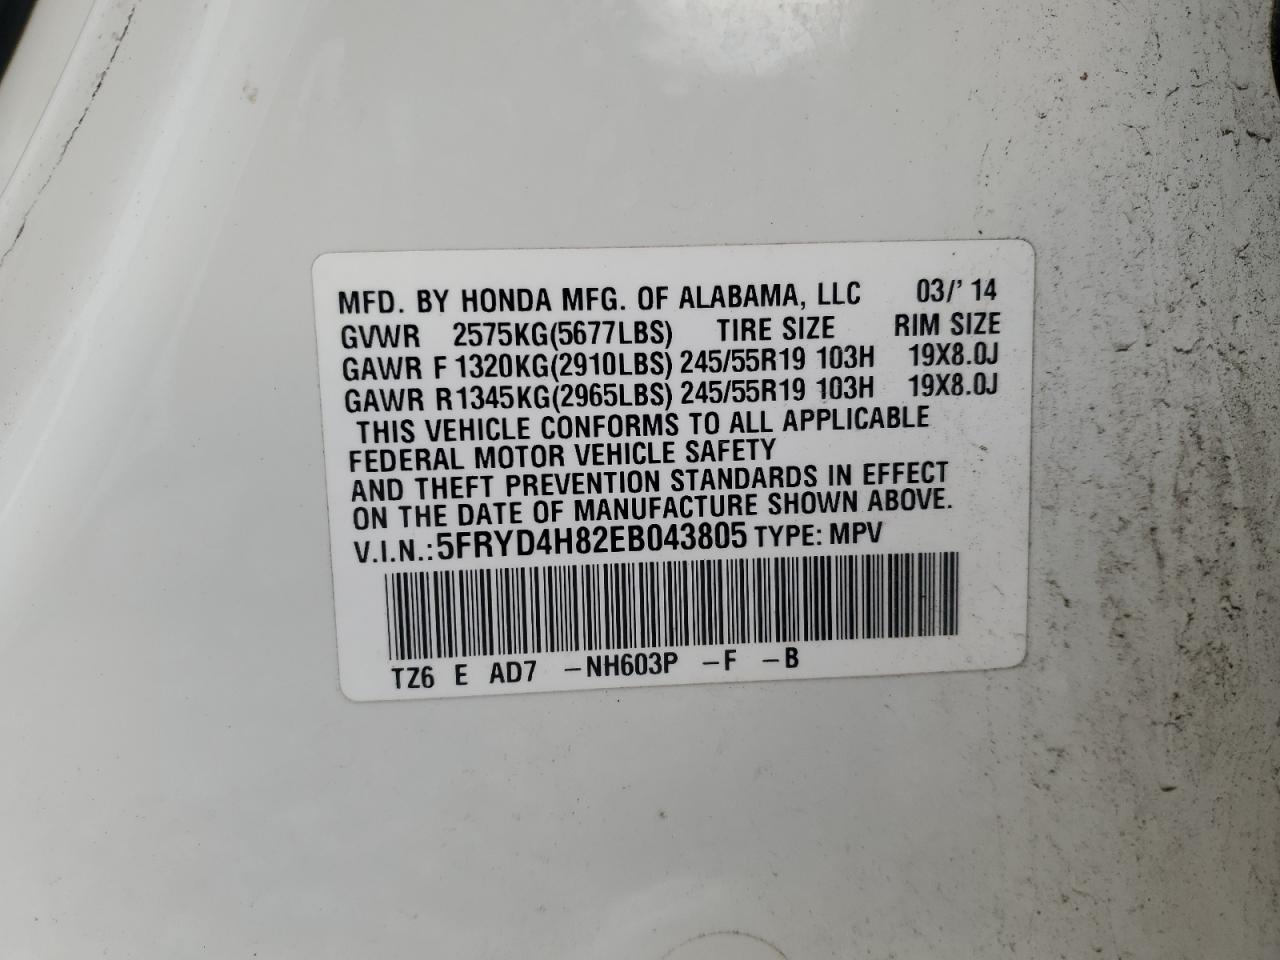 MFD. BY HONDA MFG. OF ALABAMA, LLC 03/' 14
GVWR 2575KG(5677LBS) TIRE SIZE RIM SIZE
GAWR F 1320KG(2910LBS) 245/55R19 103H 19X8.0J
GAWR R1345KG(2965LBS) 245/55R19 103H 19X8.0J
THIS VEHICLE CONFORMS TO ALL APPLICABLE
FEDERAL MOTOR VEHICLE SAFETY
AND THEFT PREVENTION STANDARDS IN EFFECT
ON THE DATE OF MANUFACTURE SHOWN ABOVE.
V.I.N.:5FRYD4H82EB043805 TYPE: MPV
TZ6 E AD7 –NH603P –F –B